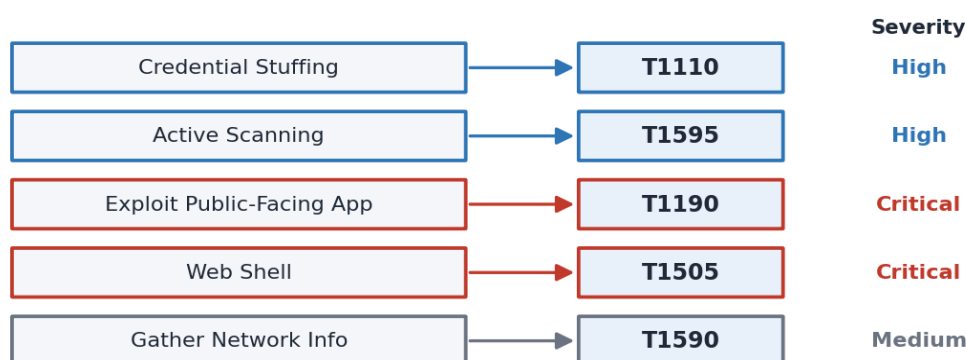 Severity
Credential Stuffing T1110 High
Active Scanning T1595 High
Exploit Public-Facing App T1190 Critical
Web Shell T1505 Critical
Gather Network Info T1590 Medium